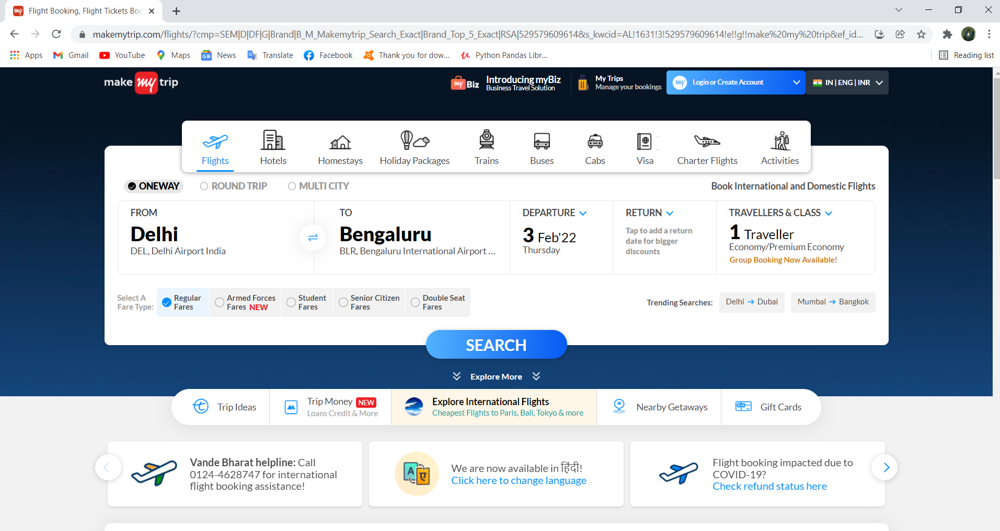 Flight Booking, Flight Tickets Boo
makemytrip.com/flights/?cmp=SEM|D|DF|G|Brand|B_M_Makemytrip_Search_Exact|Brand_Top_5_Exact|RSA|529579609614&s_kwcid=AL!1631!3!529579609614!e!!g!!make%20my%20trip&ef_id...
Apps Gmail YouTube Maps News Translate Facebook Thank you for dow... Python Pandas Libr... Reading list
make my trip
my Biz
Introducing myBiz
Business Travel Solution
My Trips
Manage your bookings
my Login or Create Account
IN | ENG | INR
Flights Hotels Homestays Holiday Packages Trains Buses Cabs Visa Charter Flights Activities
ONEWAY ROUND TRIP MULTI CITY Book International and Domestic Flights
FROM
Delhi
DEL, Delhi Airport India
TO
Bengaluru
BLR, Bengaluru International Airport ...
DEPARTURE
3 Feb'22
Thursday
RETURN
Tap to add a return
date for bigger
discounts
TRAVELLERS & CLASS
1 Traveller
Economy/Premium Economy
Group Booking Now Available!
Select A
Fare Type:
Regular
Fares
Armed Forces
Fares NEW
Student
Fares
Senior Citizen
Fares
Double Seat
Fares
Trending Searches: Delhi → Dubai Mumbai → Bangkok
SEARCH
Explore More
Trip Ideas
Trip Money NEW
Loans Credit & More
Explore International Flights
Cheapest Flights to Paris, Bali, Tokyo & more
Nearby Getaways
Gift Cards
Vande Bharat helpline: Call
0124-4628747 for international
flight booking assistance!
A ए
We are now available in हिंदी!
Click here to change language
Flight booking impacted due to
COVID-19?
Check refund status here